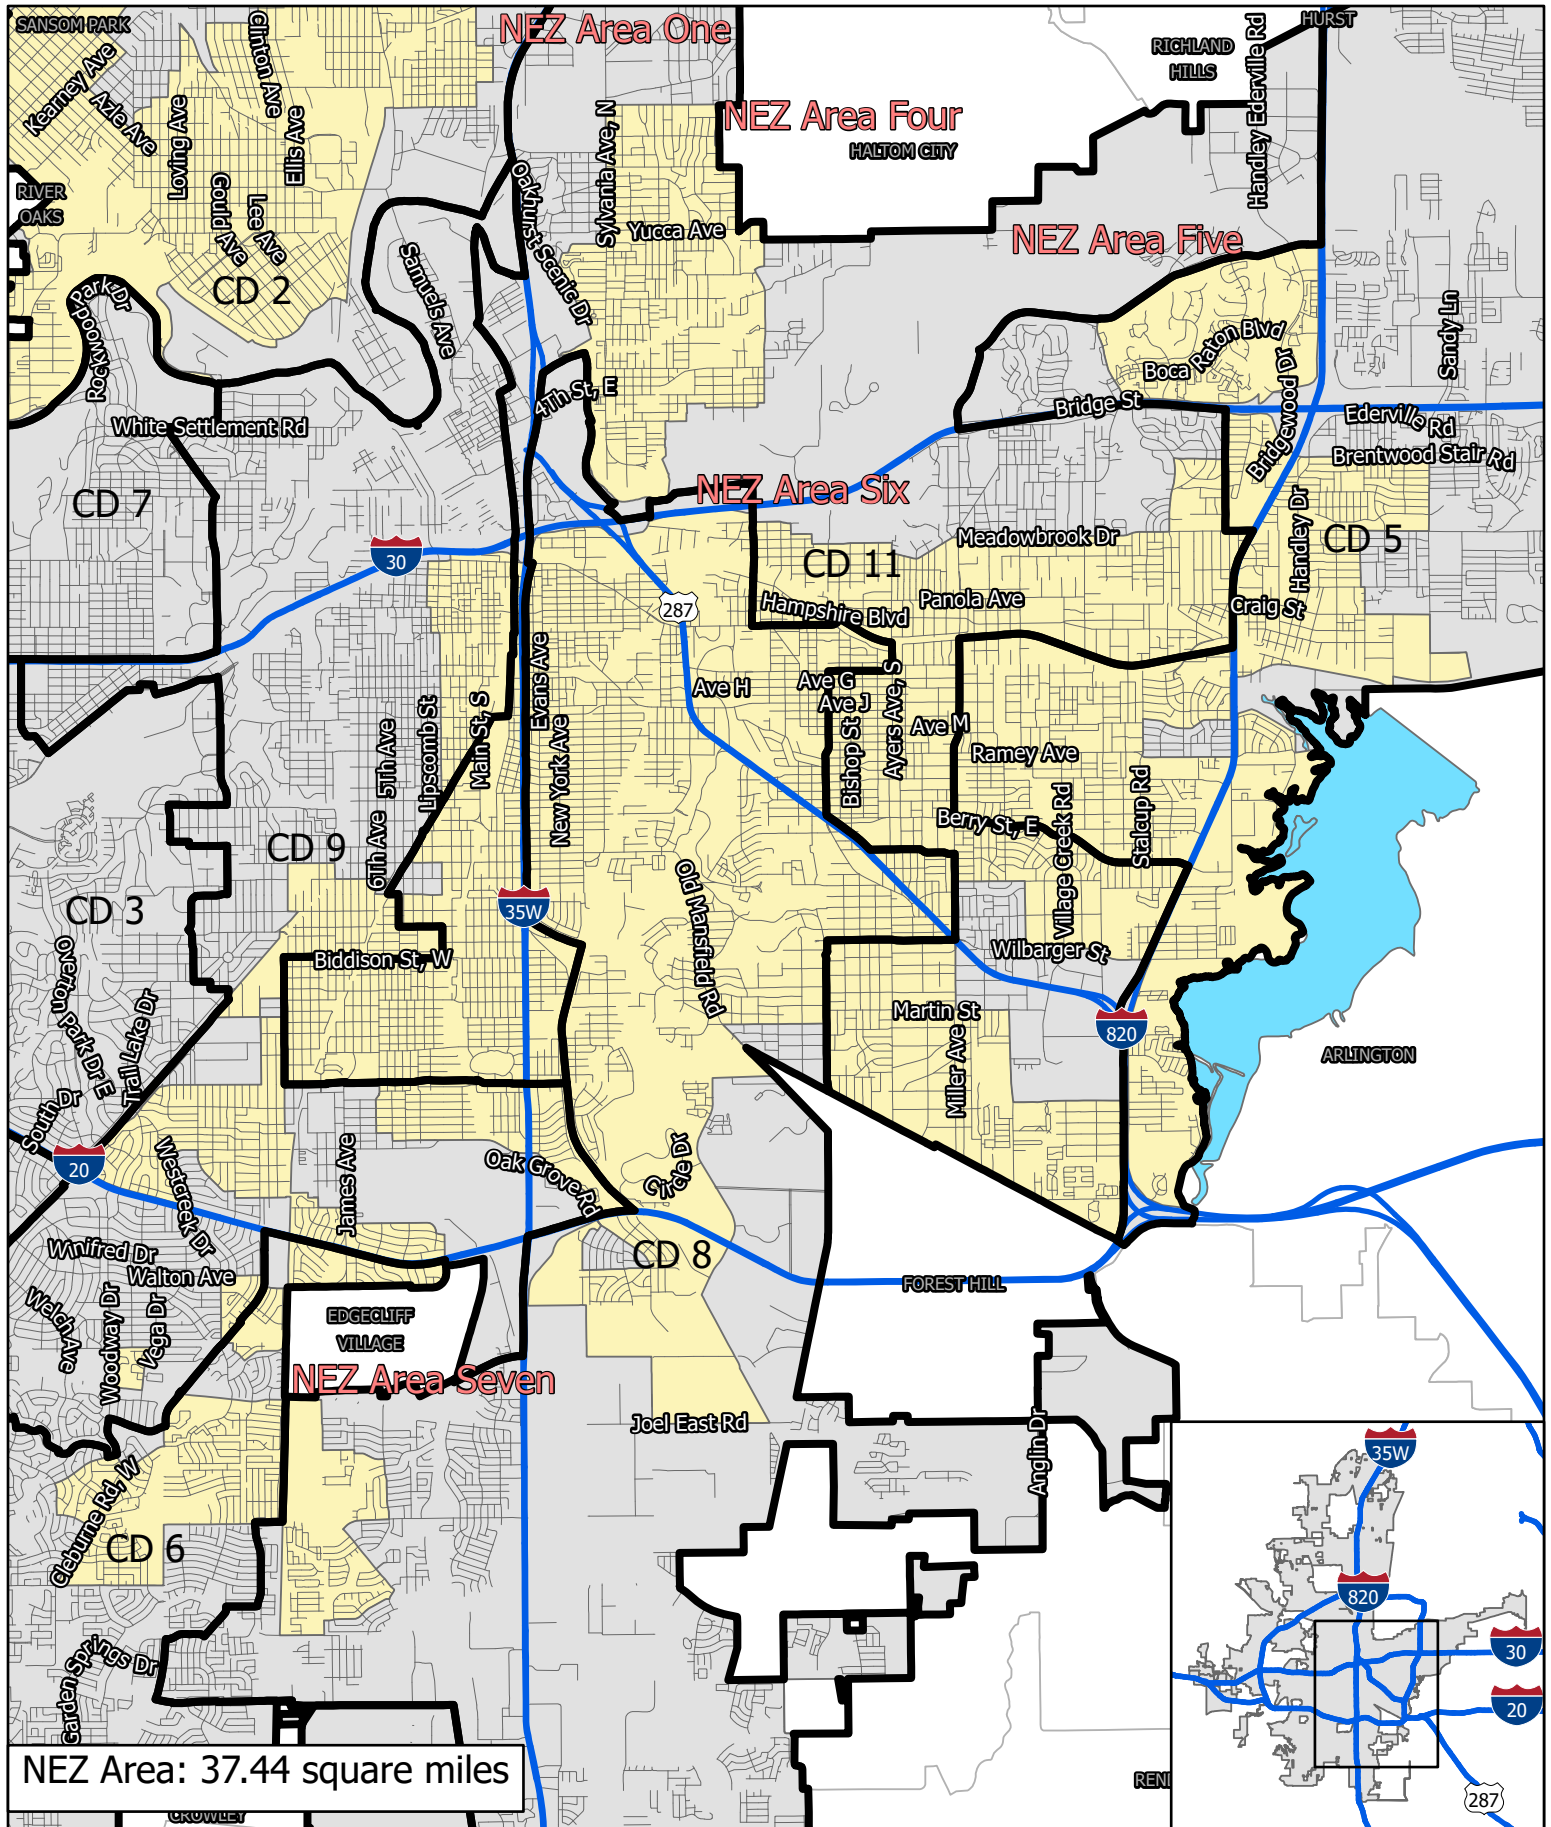 SANSOM PARK
Kearney Ave
Azle Ave
Loving Ave
Clinton Ave
Ellis Ave
Gould Ave
Lee Ave
NEZ Area One
NEZ Area Four
HALTOM CITY
RICHLAND
HILLS
HURST
Handley Ederville Rd
RIVER
OAKS
CD 2
Rockwood Park Dr
Samuels Ave
Oakhurst Scenic Dr
Sylvania Ave, N
Yucca Ave
NEZ Area Five
Boca Raton Blvd
Bridgewood Dr
Sandy Ln
4Th St, E
Bridge St
Ederville Rd
Brentwood Stair Rd
White Settlement Rd
CD 7
NEZ Area Six
30
Meadowbrook Dr
CD 11
CD 5
Handley Dr
287
Hampshire Blvd
Panola Ave
Craig St
Evans Ave
Ave H
Ave G
Ave J
Ayers Ave, S
Bishop St
Ave M
Ramey Ave
5Th Ave
Lipscomb St
Main St, S
New York Ave
Berry St, E
Village Creek Rd
Stalcup Rd
6Th Ave
CD 9
CD 3
35W
Old Mansfield Rd
Biddison St, W
Wilbarger St
Overton Park Dr E
Trail Lake Dr
Martin St
Miller Ave
820
ARLINGTON
South Dr
20
Westcreek Dr
James Ave
Oak Grove Rd
Circle Dr
Winifred Dr
Walton Ave
CD 8
FOREST HILL
Welch Ave
Woodway Dr
Vega Dr
EDGECLIFF
VILLAGE
NEZ Area Seven
Joel East Rd
Anglin Dr
Cleburne Rd, W
CD 6
Garden Springs Dr
35W
820
30
20
287
NEZ Area: 37.44 square miles
CROWLEY